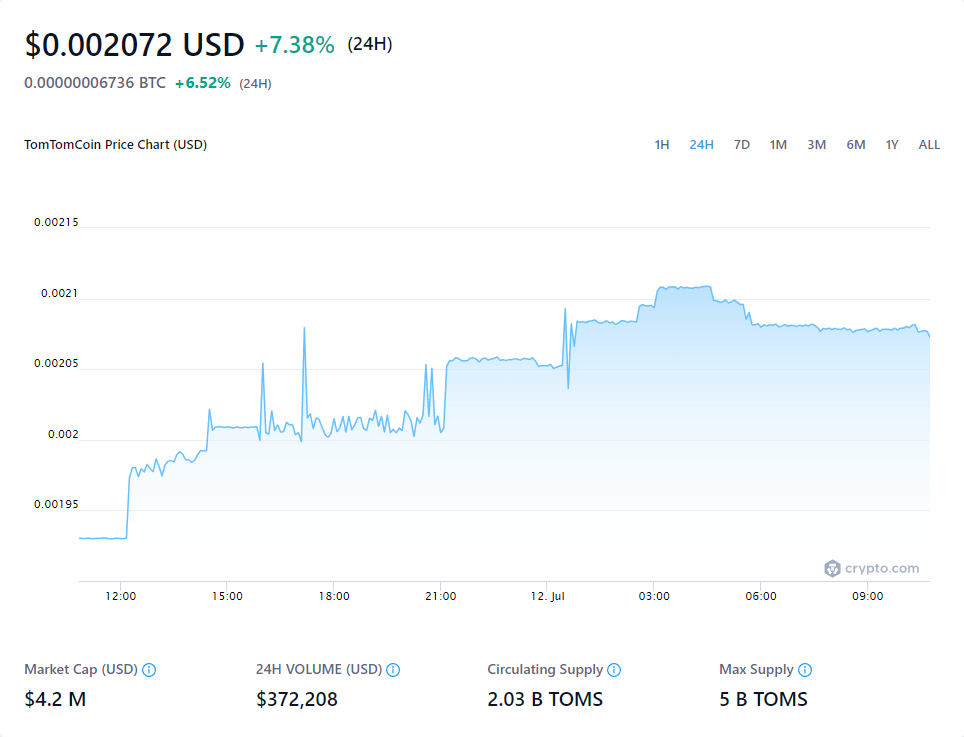 $0.002072 USD +7.38% (24H)
0.00000006736 BTC +6.52% (24H)
TomTomCoin Price Chart (USD) 1H 24H 7D 1M 3M 6M 1Y ALL
0.00215
0.0021
0.00205
0.002
0.00195
crypto.com
12:00 15:00 18:00 21:00 12. Jul 03:00 06:00 09:00
Market Cap (USD) 24H VOLUME (USD) Circulating Supply Max Supply
$4.2 M $372,208 2.03 B TOMS 5 B TOMS